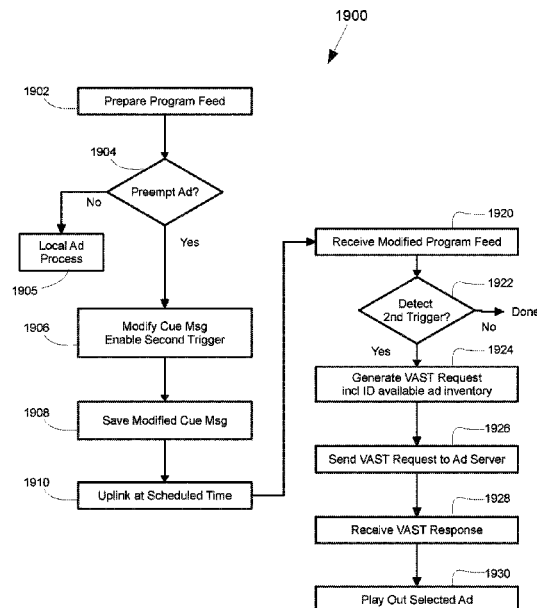 1900
1902
Prepare Program Feed
1904
Preempt Ad?
No
Yes
Local Ad
Process
1905
1906
Modify Cue Msg
Enable Second Trigger
1908
Save Modified Cue Msg
1910
Uplink at Scheduled Time
1920
Receive Modified Program Feed
1922
Detect
2nd Trigger?
Done
No
Yes
1924
Generate VAST Request
incl ID available ad inventory
1926
Send VAST Request to Ad Server
1928
Receive VAST Response
1930
Play Out Selected Ad